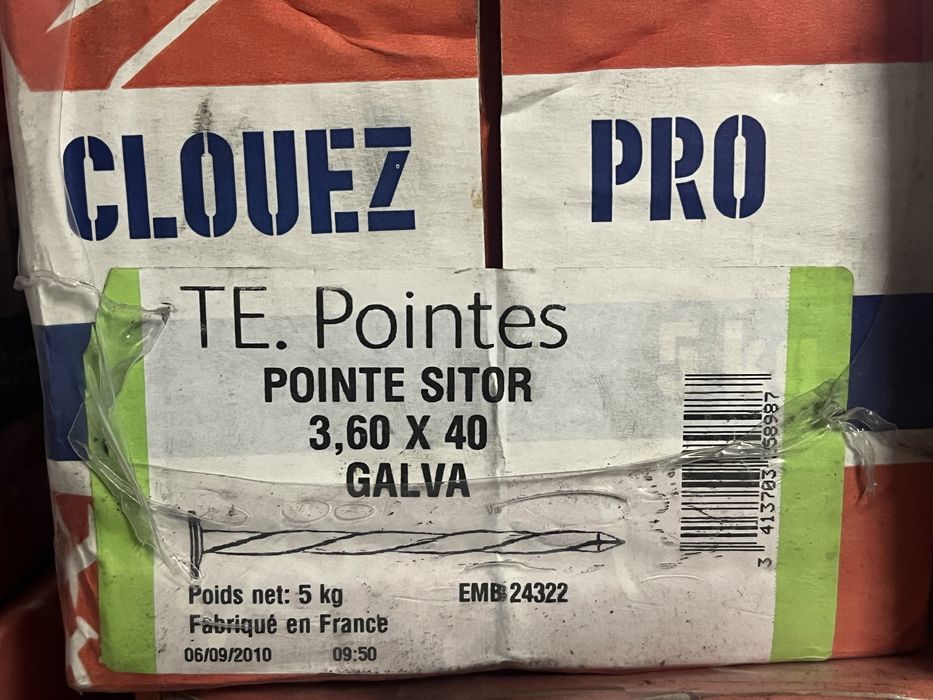 CLOUEZ PRO
TE. Pointes
POINTE SITOR
3,60 X 40
GALVA
Poids net: 5 kg
EMB 24322
Fabriqué en France
06/09/2010 09:50